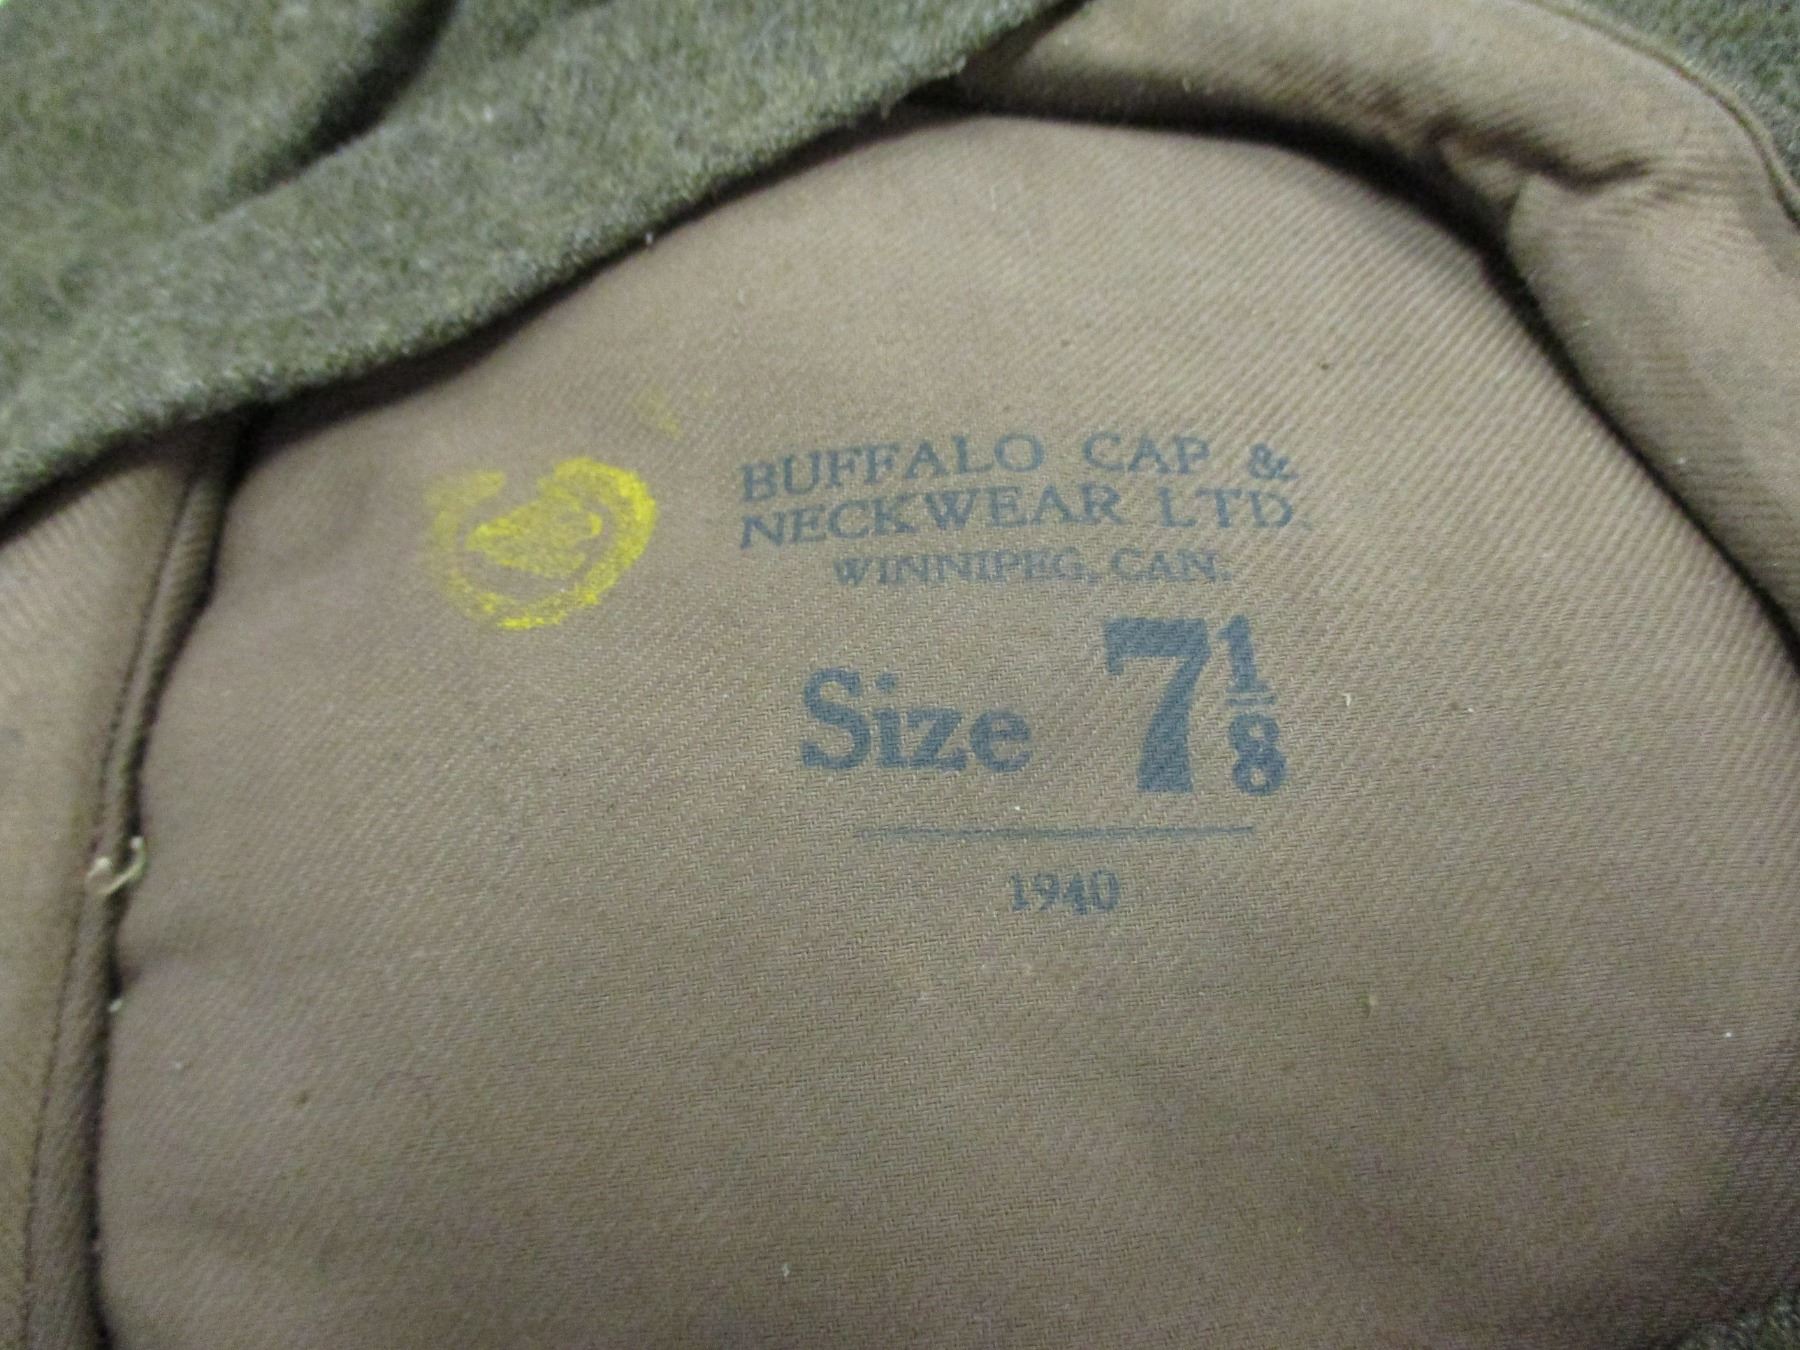 BUFFALO CAP &
NECKWEAR LTD.
WINNIPEG, CAN.
Size 7 1/8
1940